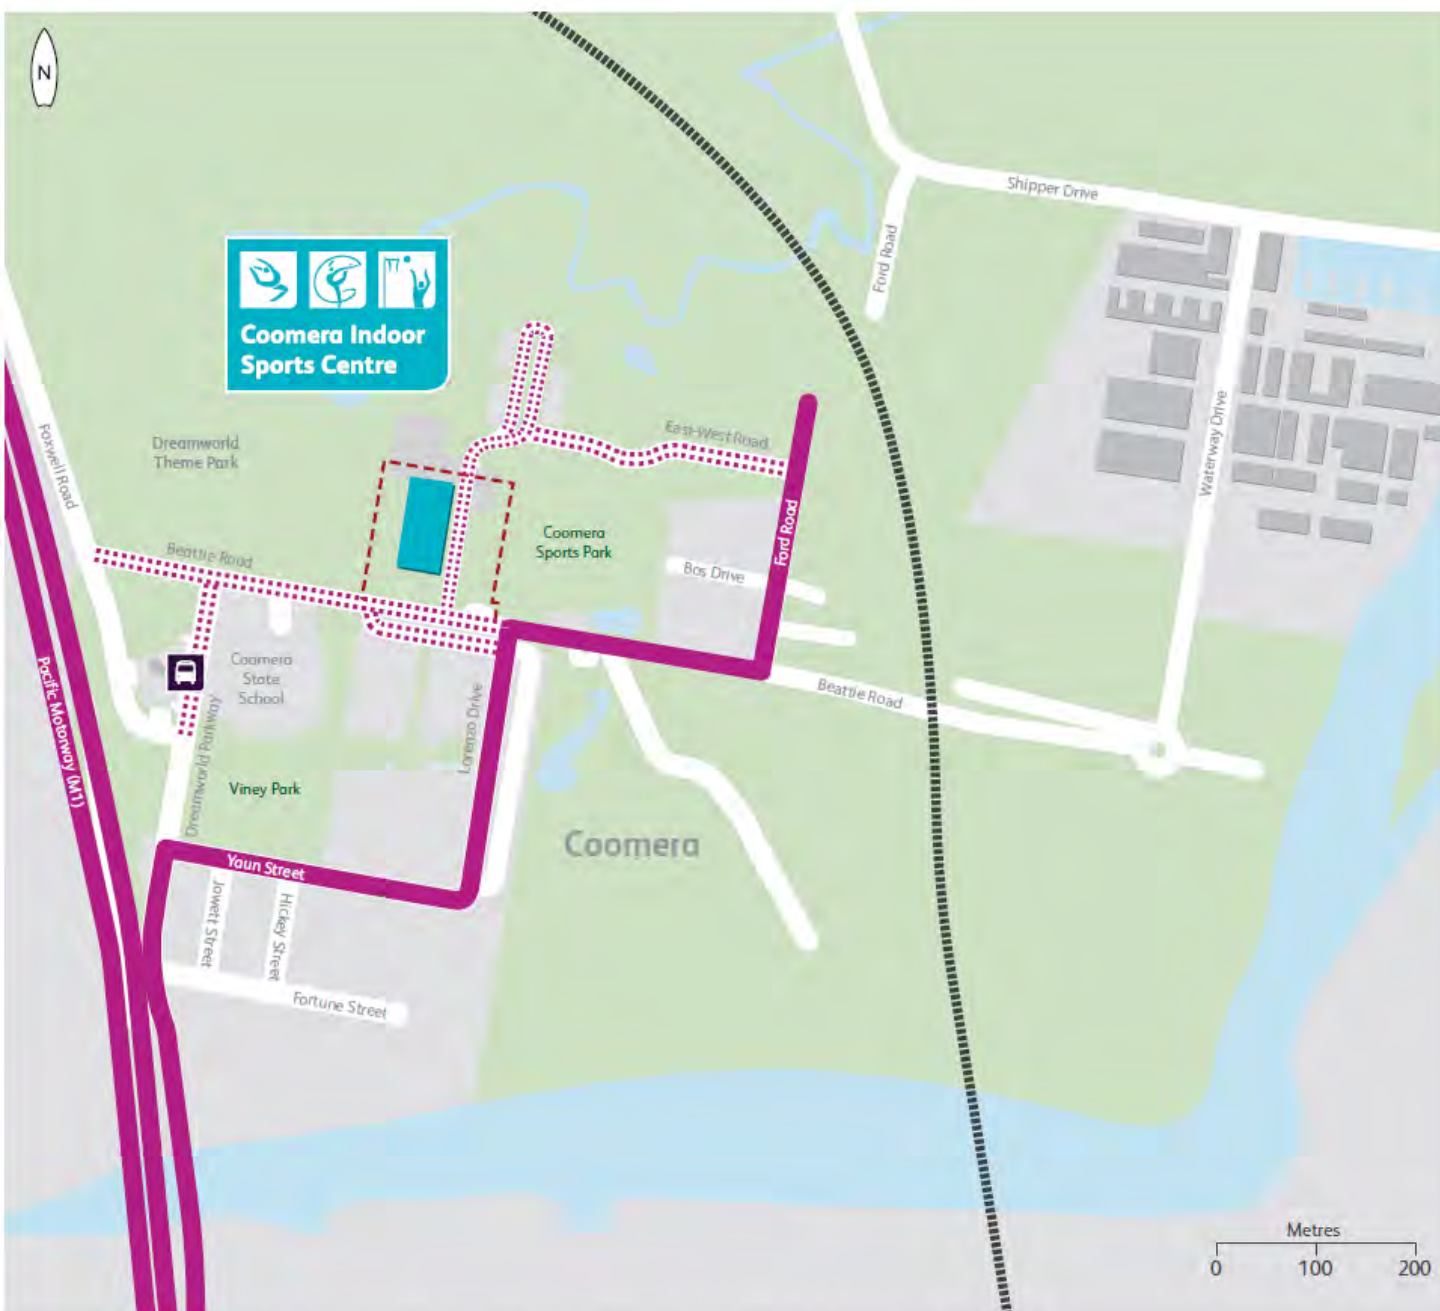 N
Shipper Drive
Ford Road
Coomera Indoor
Sports Centre
Foxwell Road
Dreamworld
Theme Park
East-West Road
Waterway Drive
Ford Road
Coomera
Sports Park
Beattie Road
Bos Drive
Coomera
State
School
Pacific Motorway (M1)
Dreamworld Parkway
Lorenzo Drive
Beattie Road
Viney Park
Coomera
Yaun Street
Jowett Street
Hickey Street
Fortune Street
Metres
0 100 200